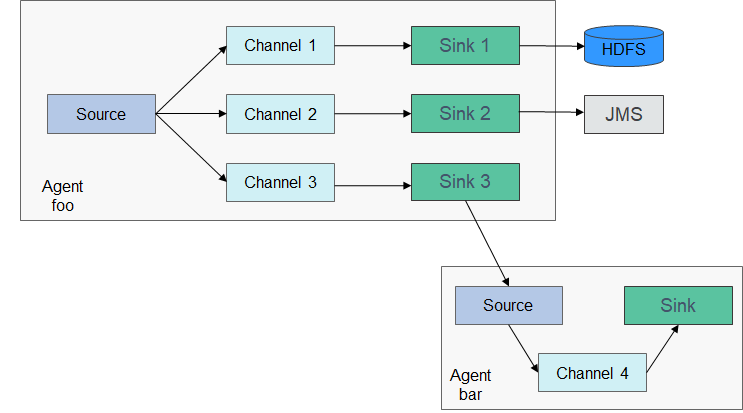 Channel 1
Sink 1
HDFS
Source
Channel 2
Sink 2
JMS
Channel 3
Sink 3
Agent
foo
Source
Sink
Channel 4
Agent
bar